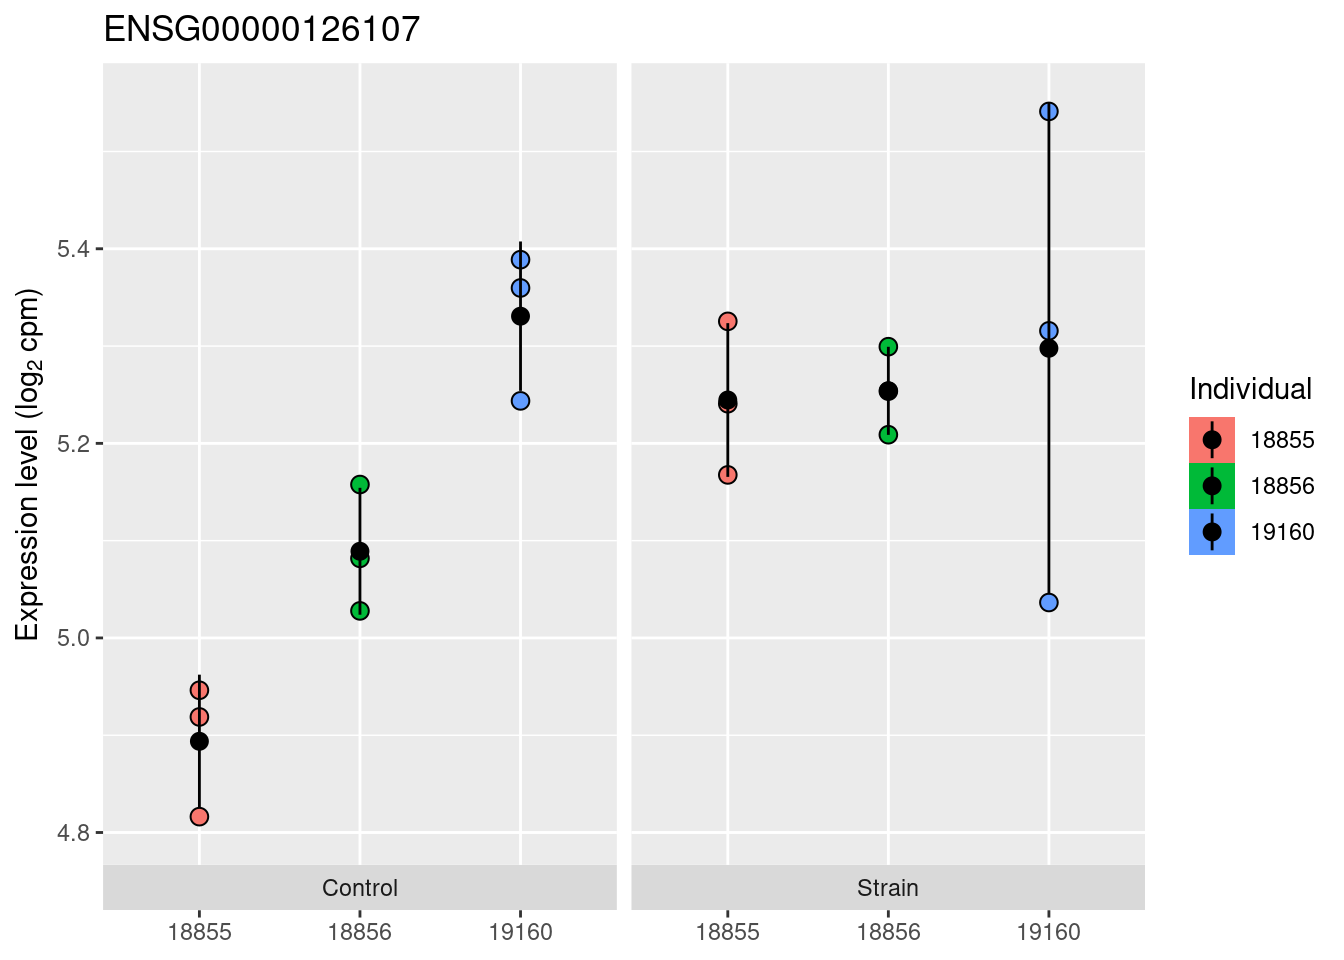 ENSG00000126107
Expression level (log₂ cpm)
5.4
5.2
5.0
4.8
Control
Strain
18855
18856
19160
18855
18856
19160
Individual
18855
18856
19160